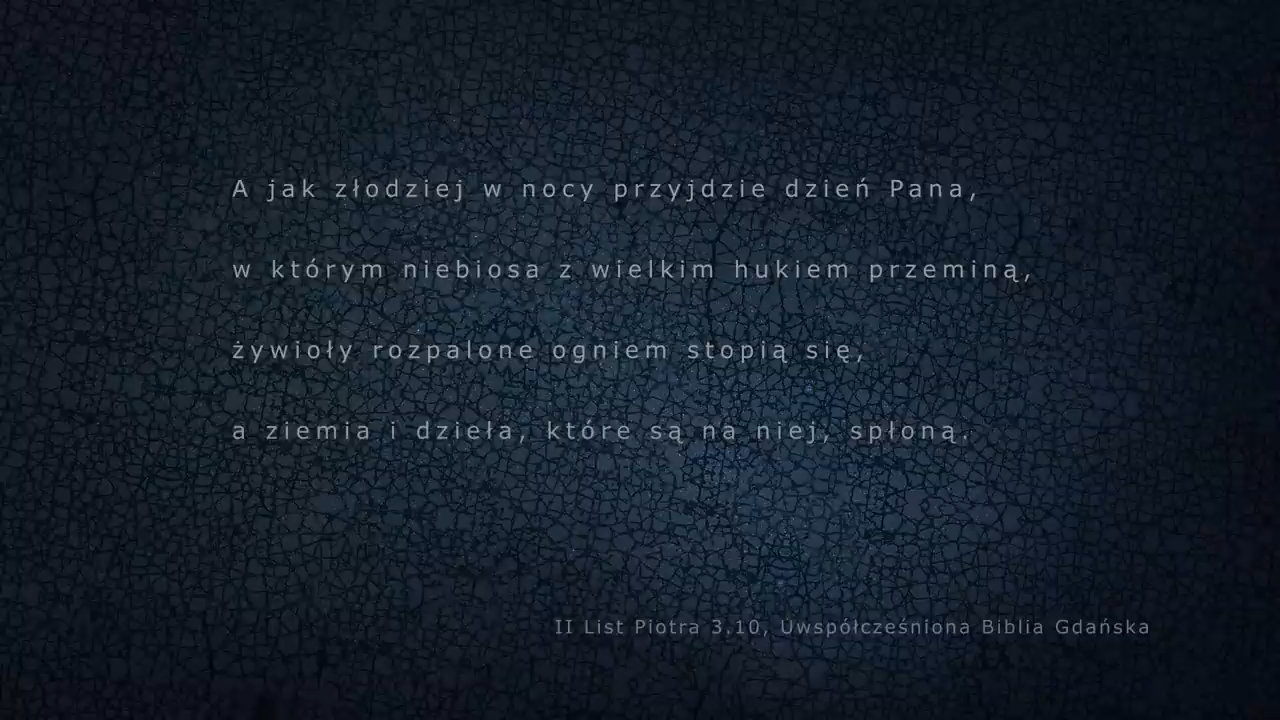 A jak złodziej w nocy przyjdzie dzień Pana,
w którym niebiosa z wielkim hukiem przeminą,
żywioły rozpalone ogniem stopią się,
a ziemia i dzieła, które są na niej, spłoną.
II List Piotra 3.10, Uwspółcześniona Biblia Gdańska